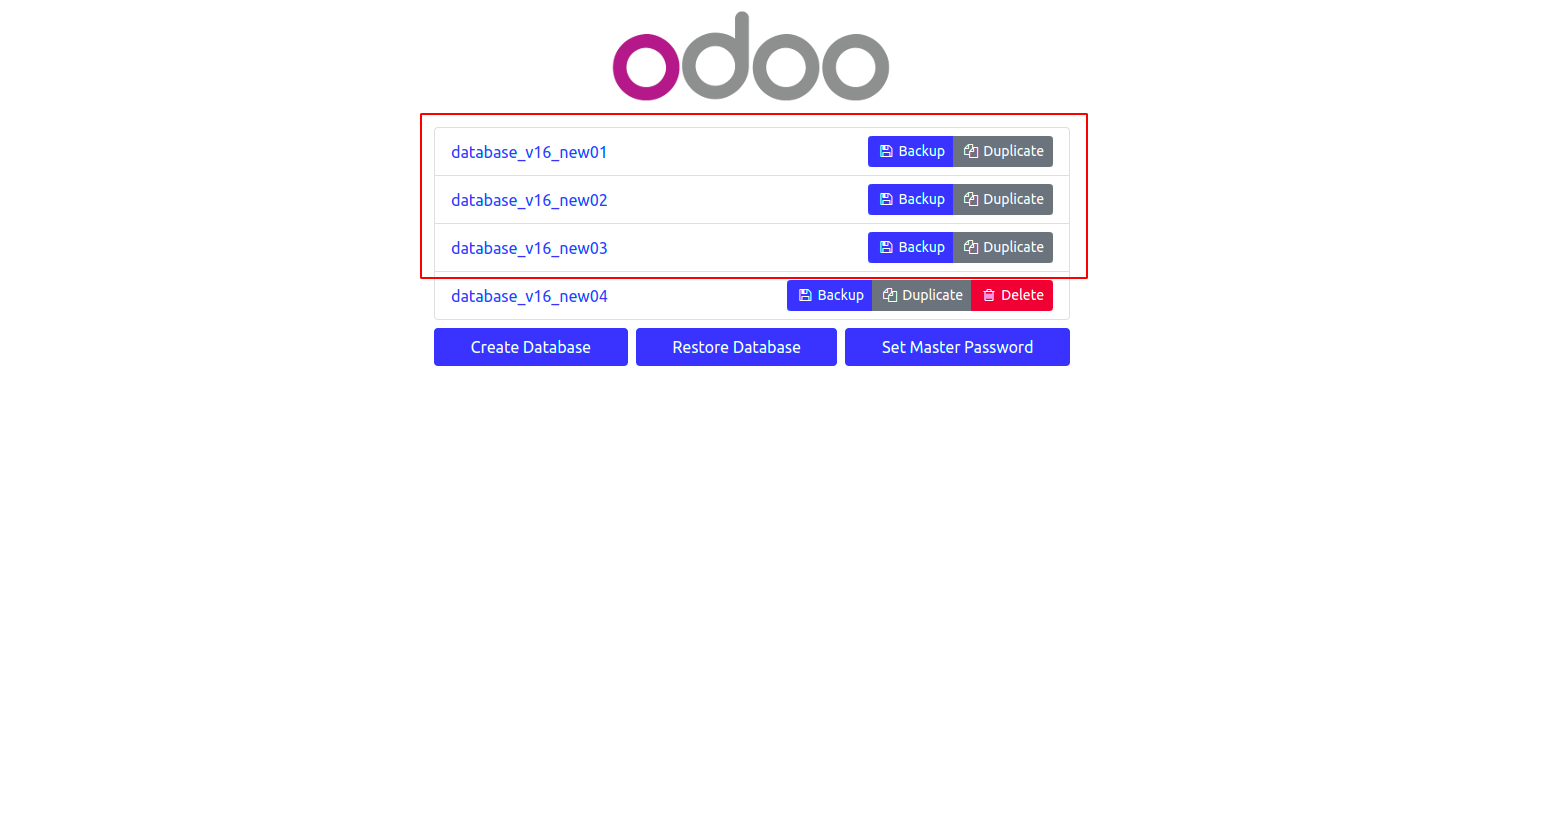 odoo
database_v16_new01 Backup Duplicate
database_v16_new02 Backup Duplicate
database_v16_new03 Backup Duplicate
database_v16_new04 Backup Duplicate Delete
Create Database Restore Database Set Master Password